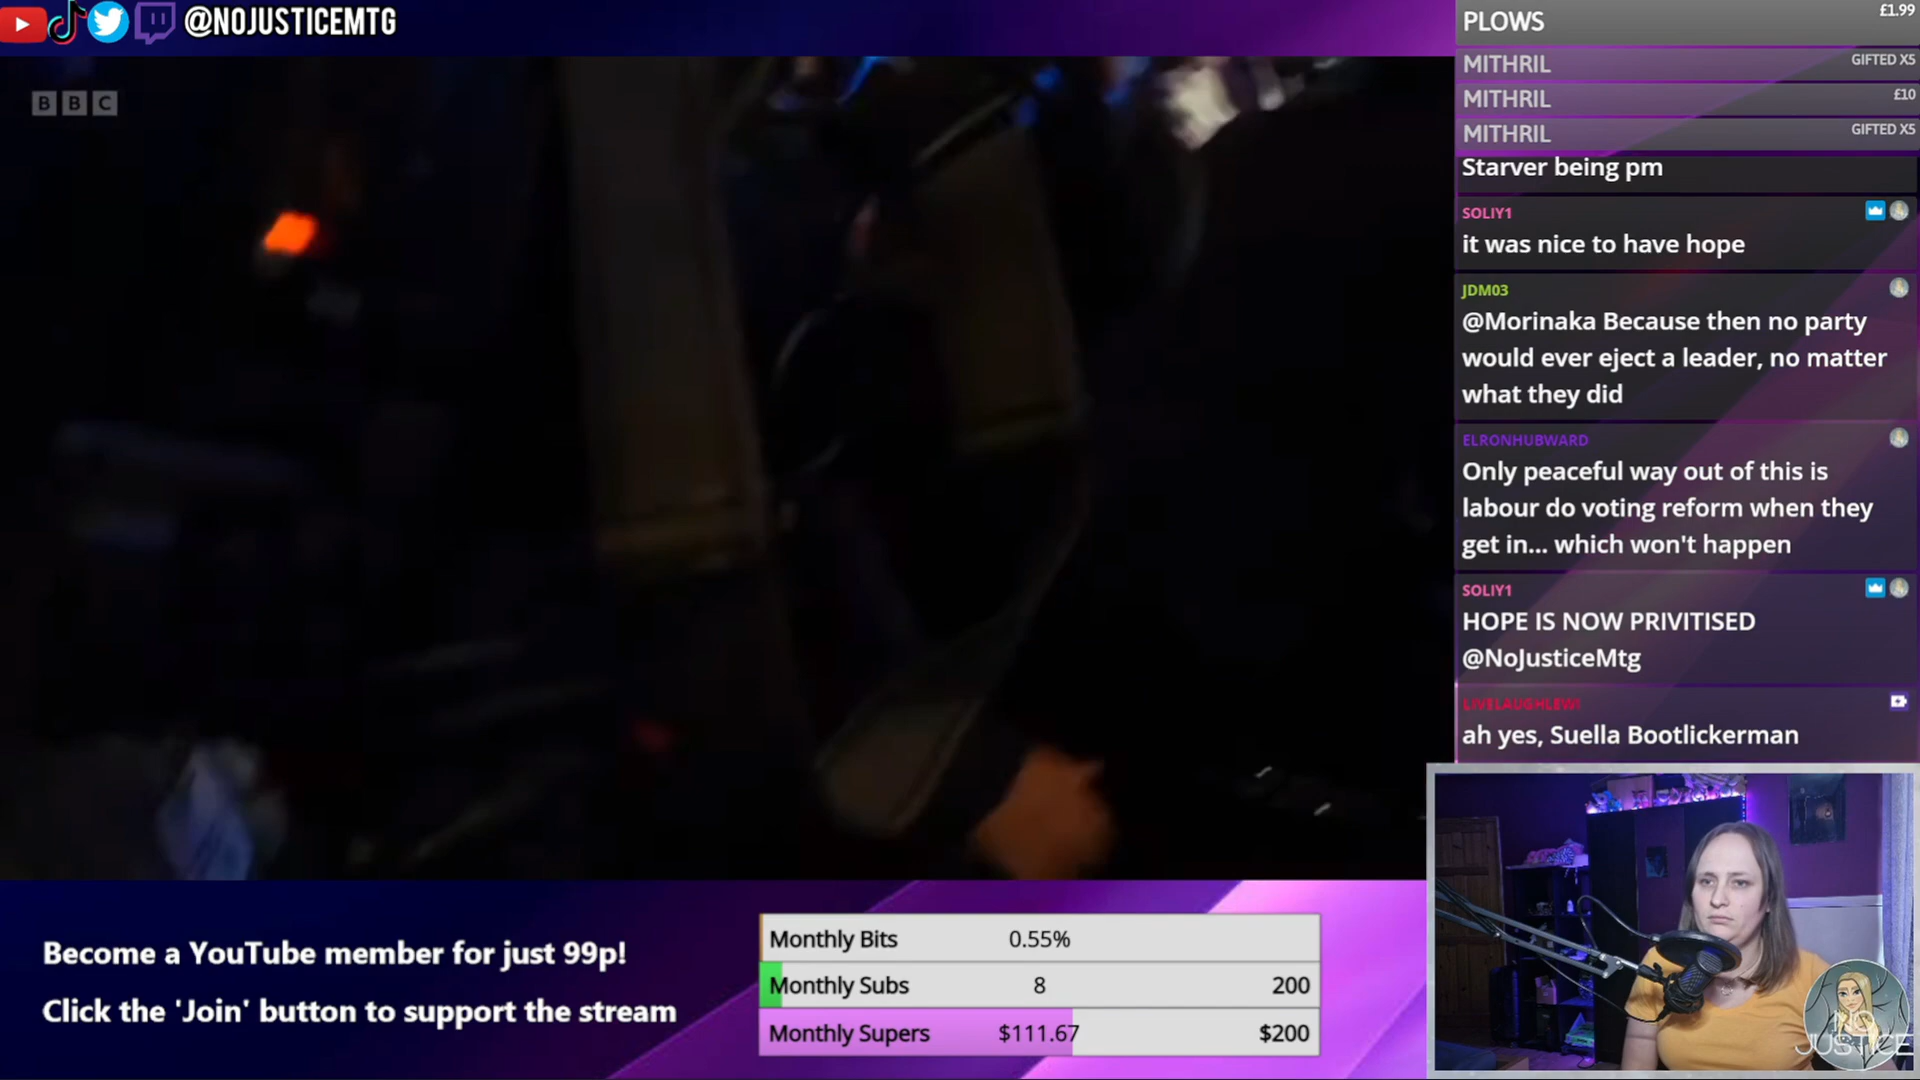 @NOJUSTICEMTG
BBC
PLOWS £1.99
MITHRIL GIFTED X5
MITHRIL £10
MITHRIL GIFTED X5
Starver being pm
SOLIY1
it was nice to have hope
JDM03
@Morinaka Because then no party
would ever eject a leader, no matter
what they did
ELRONHUBWARD
Only peaceful way out of this is
labour do voting reform when they
get in... which won't happen
SOLIY1
HOPE IS NOW PRIVITISED
@NoJusticeMtg
LIVELAUGHLEWI
ah yes, Suella Bootlickerman
Become a YouTube member for just 99p!
Click the 'Join' button to support the stream
Monthly Bits 0.55%
Monthly Subs 8 200
Monthly Supers $111.67 $200
NO
JUSTICE